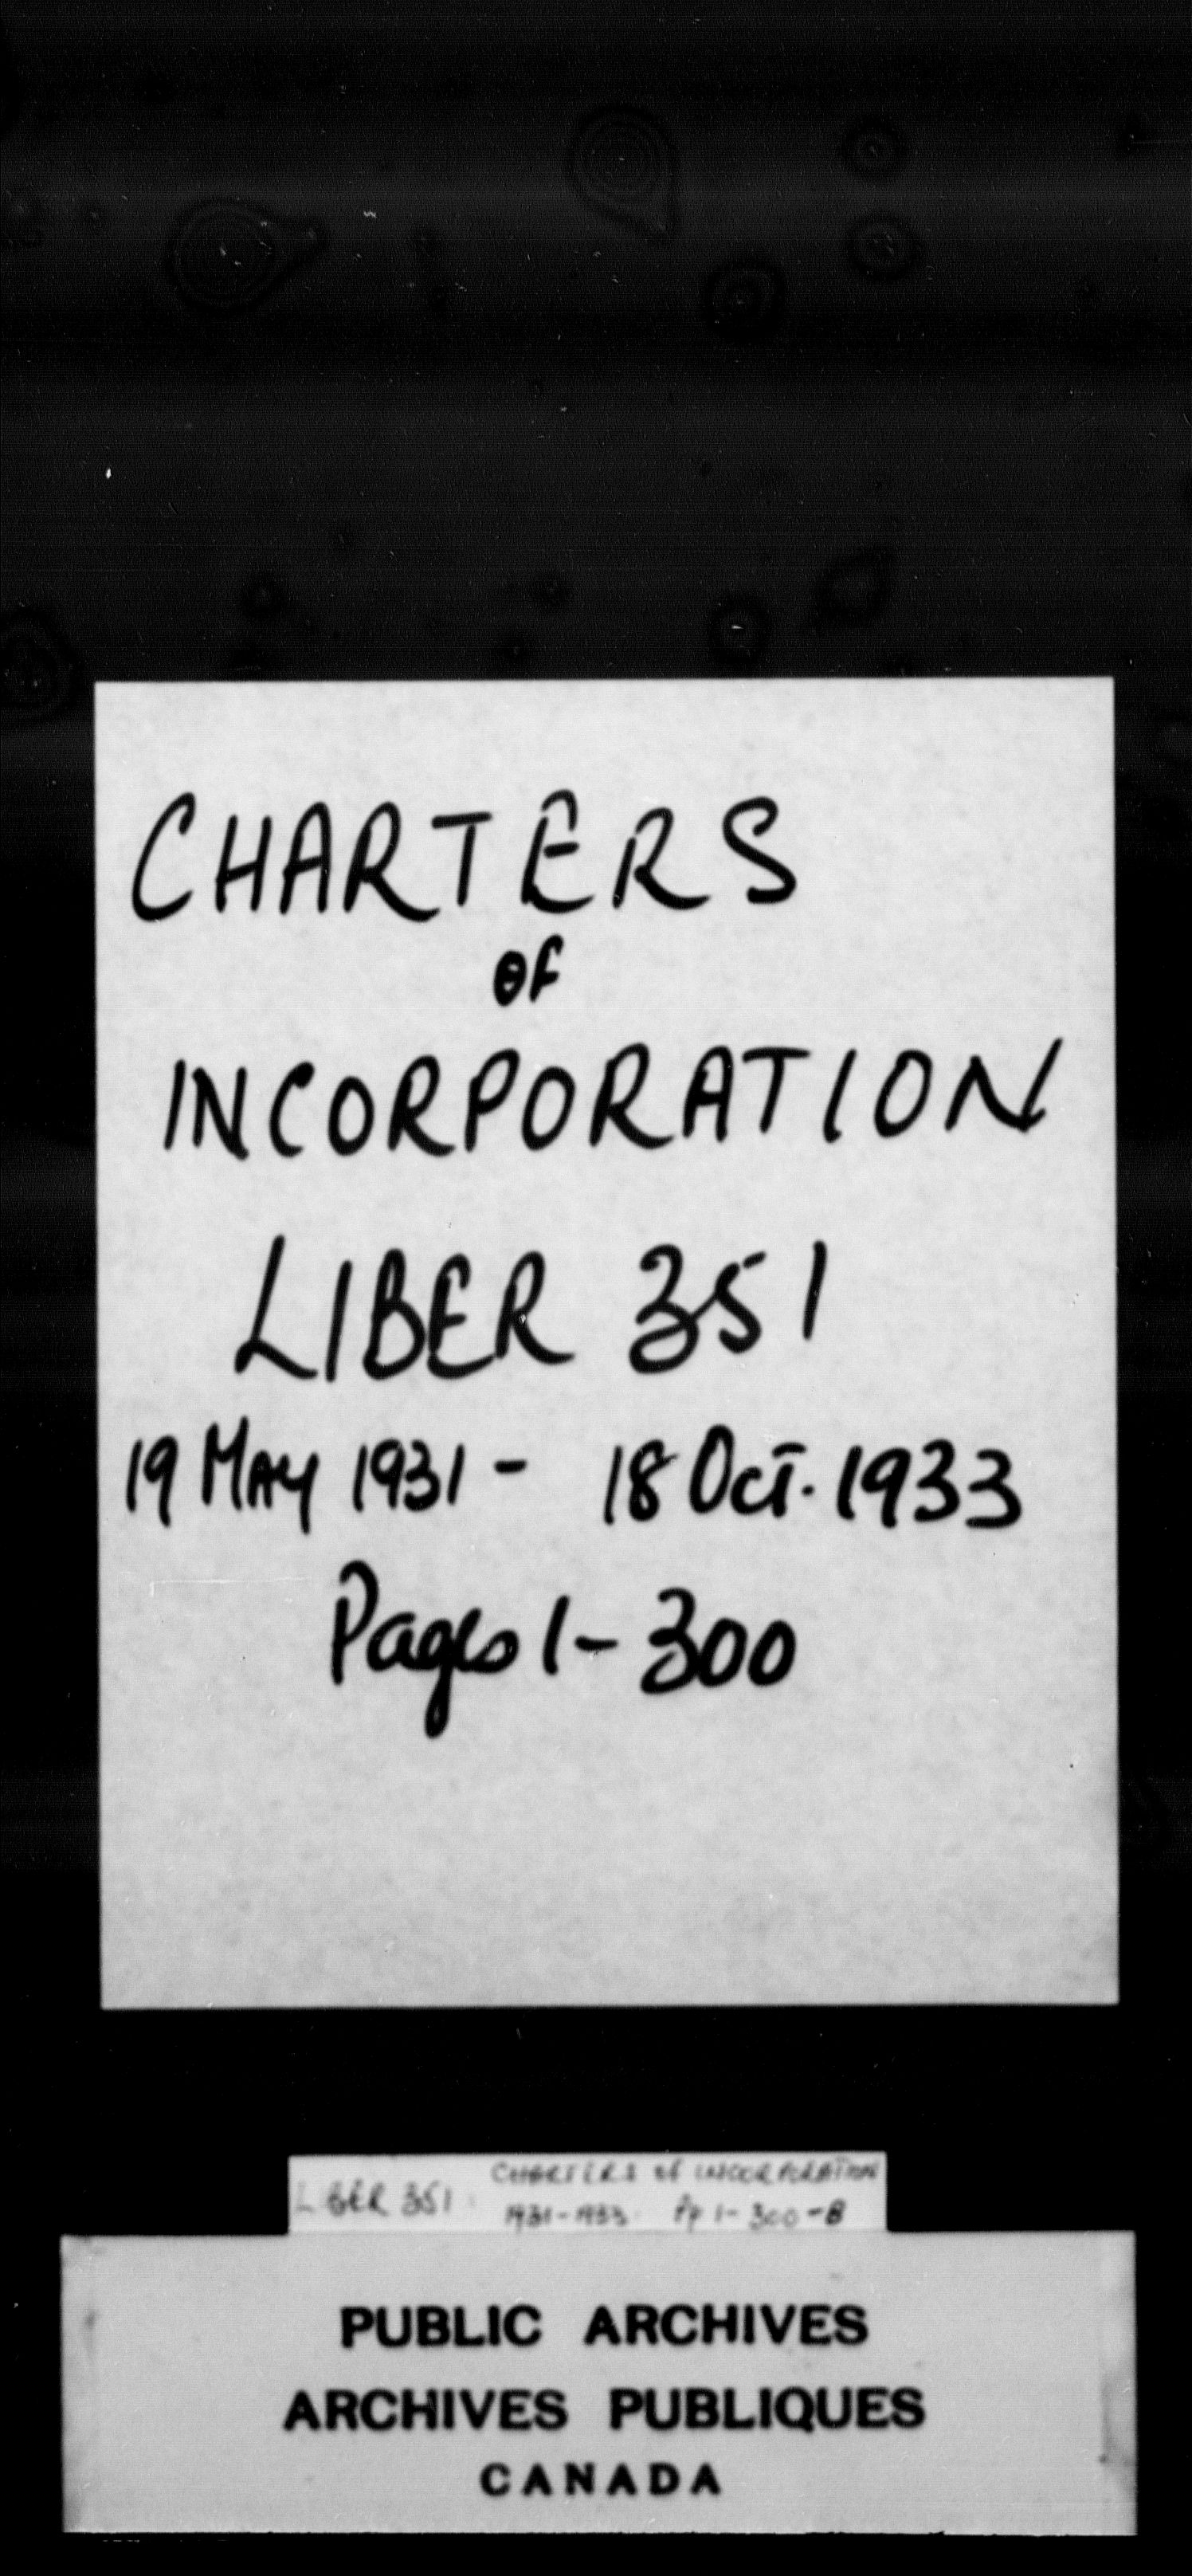 CHARTERS
of
INCORPORATION
LIBER 351
19 MAY 1931 - 18 OCT. 1933
Pages 1 - 300
LIBER 351 CHARTERS of INCORPORATION
1931-1933 Pp 1-300-B
PUBLIC ARCHIVES
ARCHIVES PUBLIQUES
CANADA